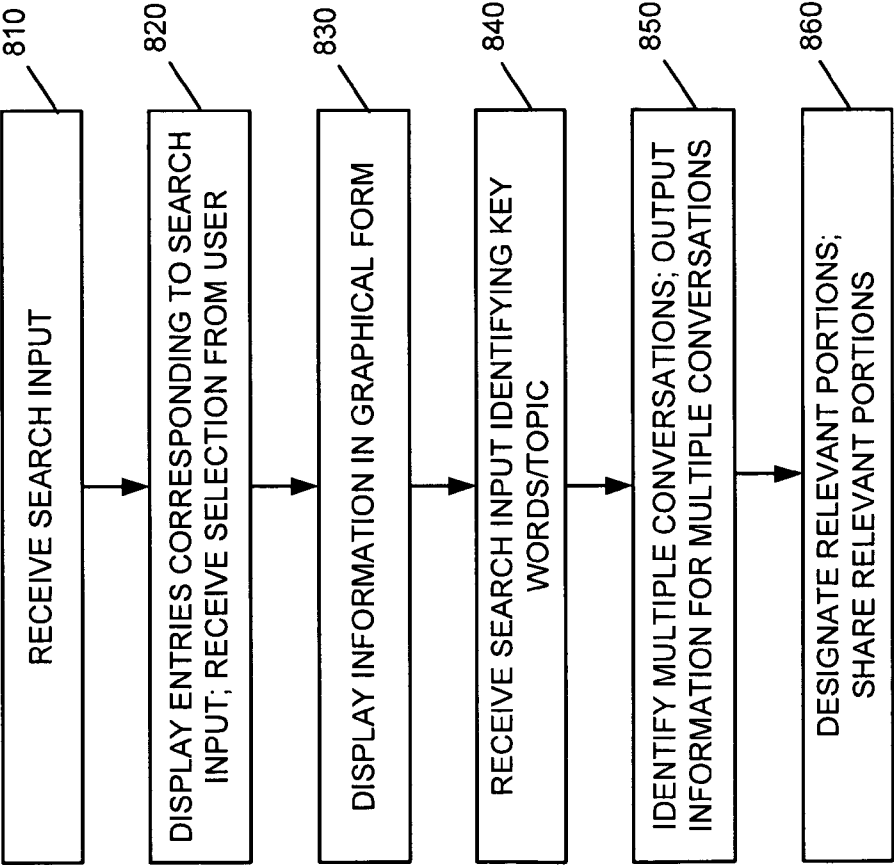 810
RECEIVE SEARCH INPUT
820
DISPLAY ENTRIES CORRESPONDING TO SEARCH
INPUT; RECEIVE SELECTION FROM USER
830
DISPLAY INFORMATION IN GRAPHICAL FORM
840
RECEIVE SEARCH INPUT IDENTIFYING KEY
WORDS/TOPIC
850
IDENTIFY MULTIPLE CONVERSATIONS; OUTPUT
INFORMATION FOR MULTIPLE CONVERSATIONS
860
DESIGNATE RELEVANT PORTIONS;
SHARE RELEVANT PORTIONS